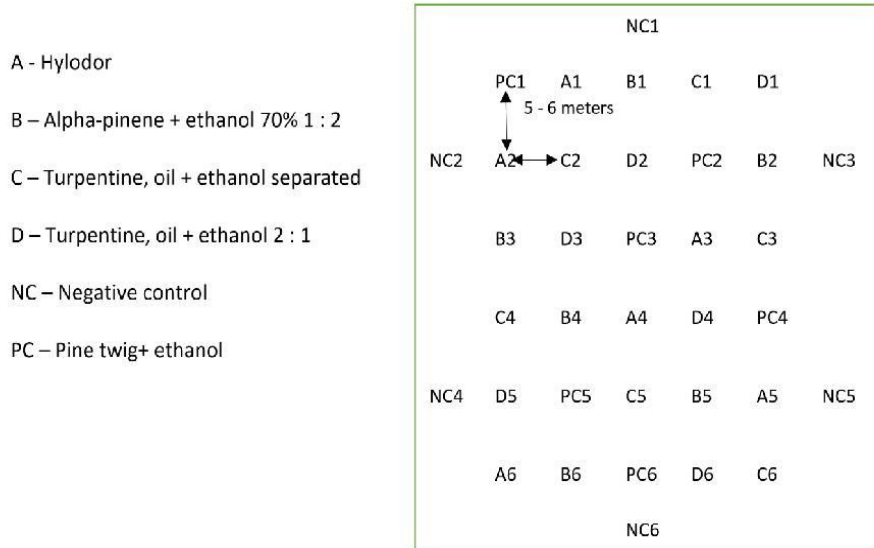 A - Hylodor
B – Alpha-pinene + ethanol 70% 1 : 2
C – Turpentine, oil + ethanol separated
D – Turpentine, oil + ethanol 2 : 1
NC – Negative control
PC – Pine twig+ ethanol
NC1
PC1 A1 B1 C1 D1
5 - 6 meters
NC2 A2 C2 D2 PC2 B2 NC3
B3 D3 PC3 A3 C3
C4 B4 A4 D4 PC4
NC4 D5 PC5 C5 B5 A5 NC5
A6 B6 PC6 D6 C6
NC6